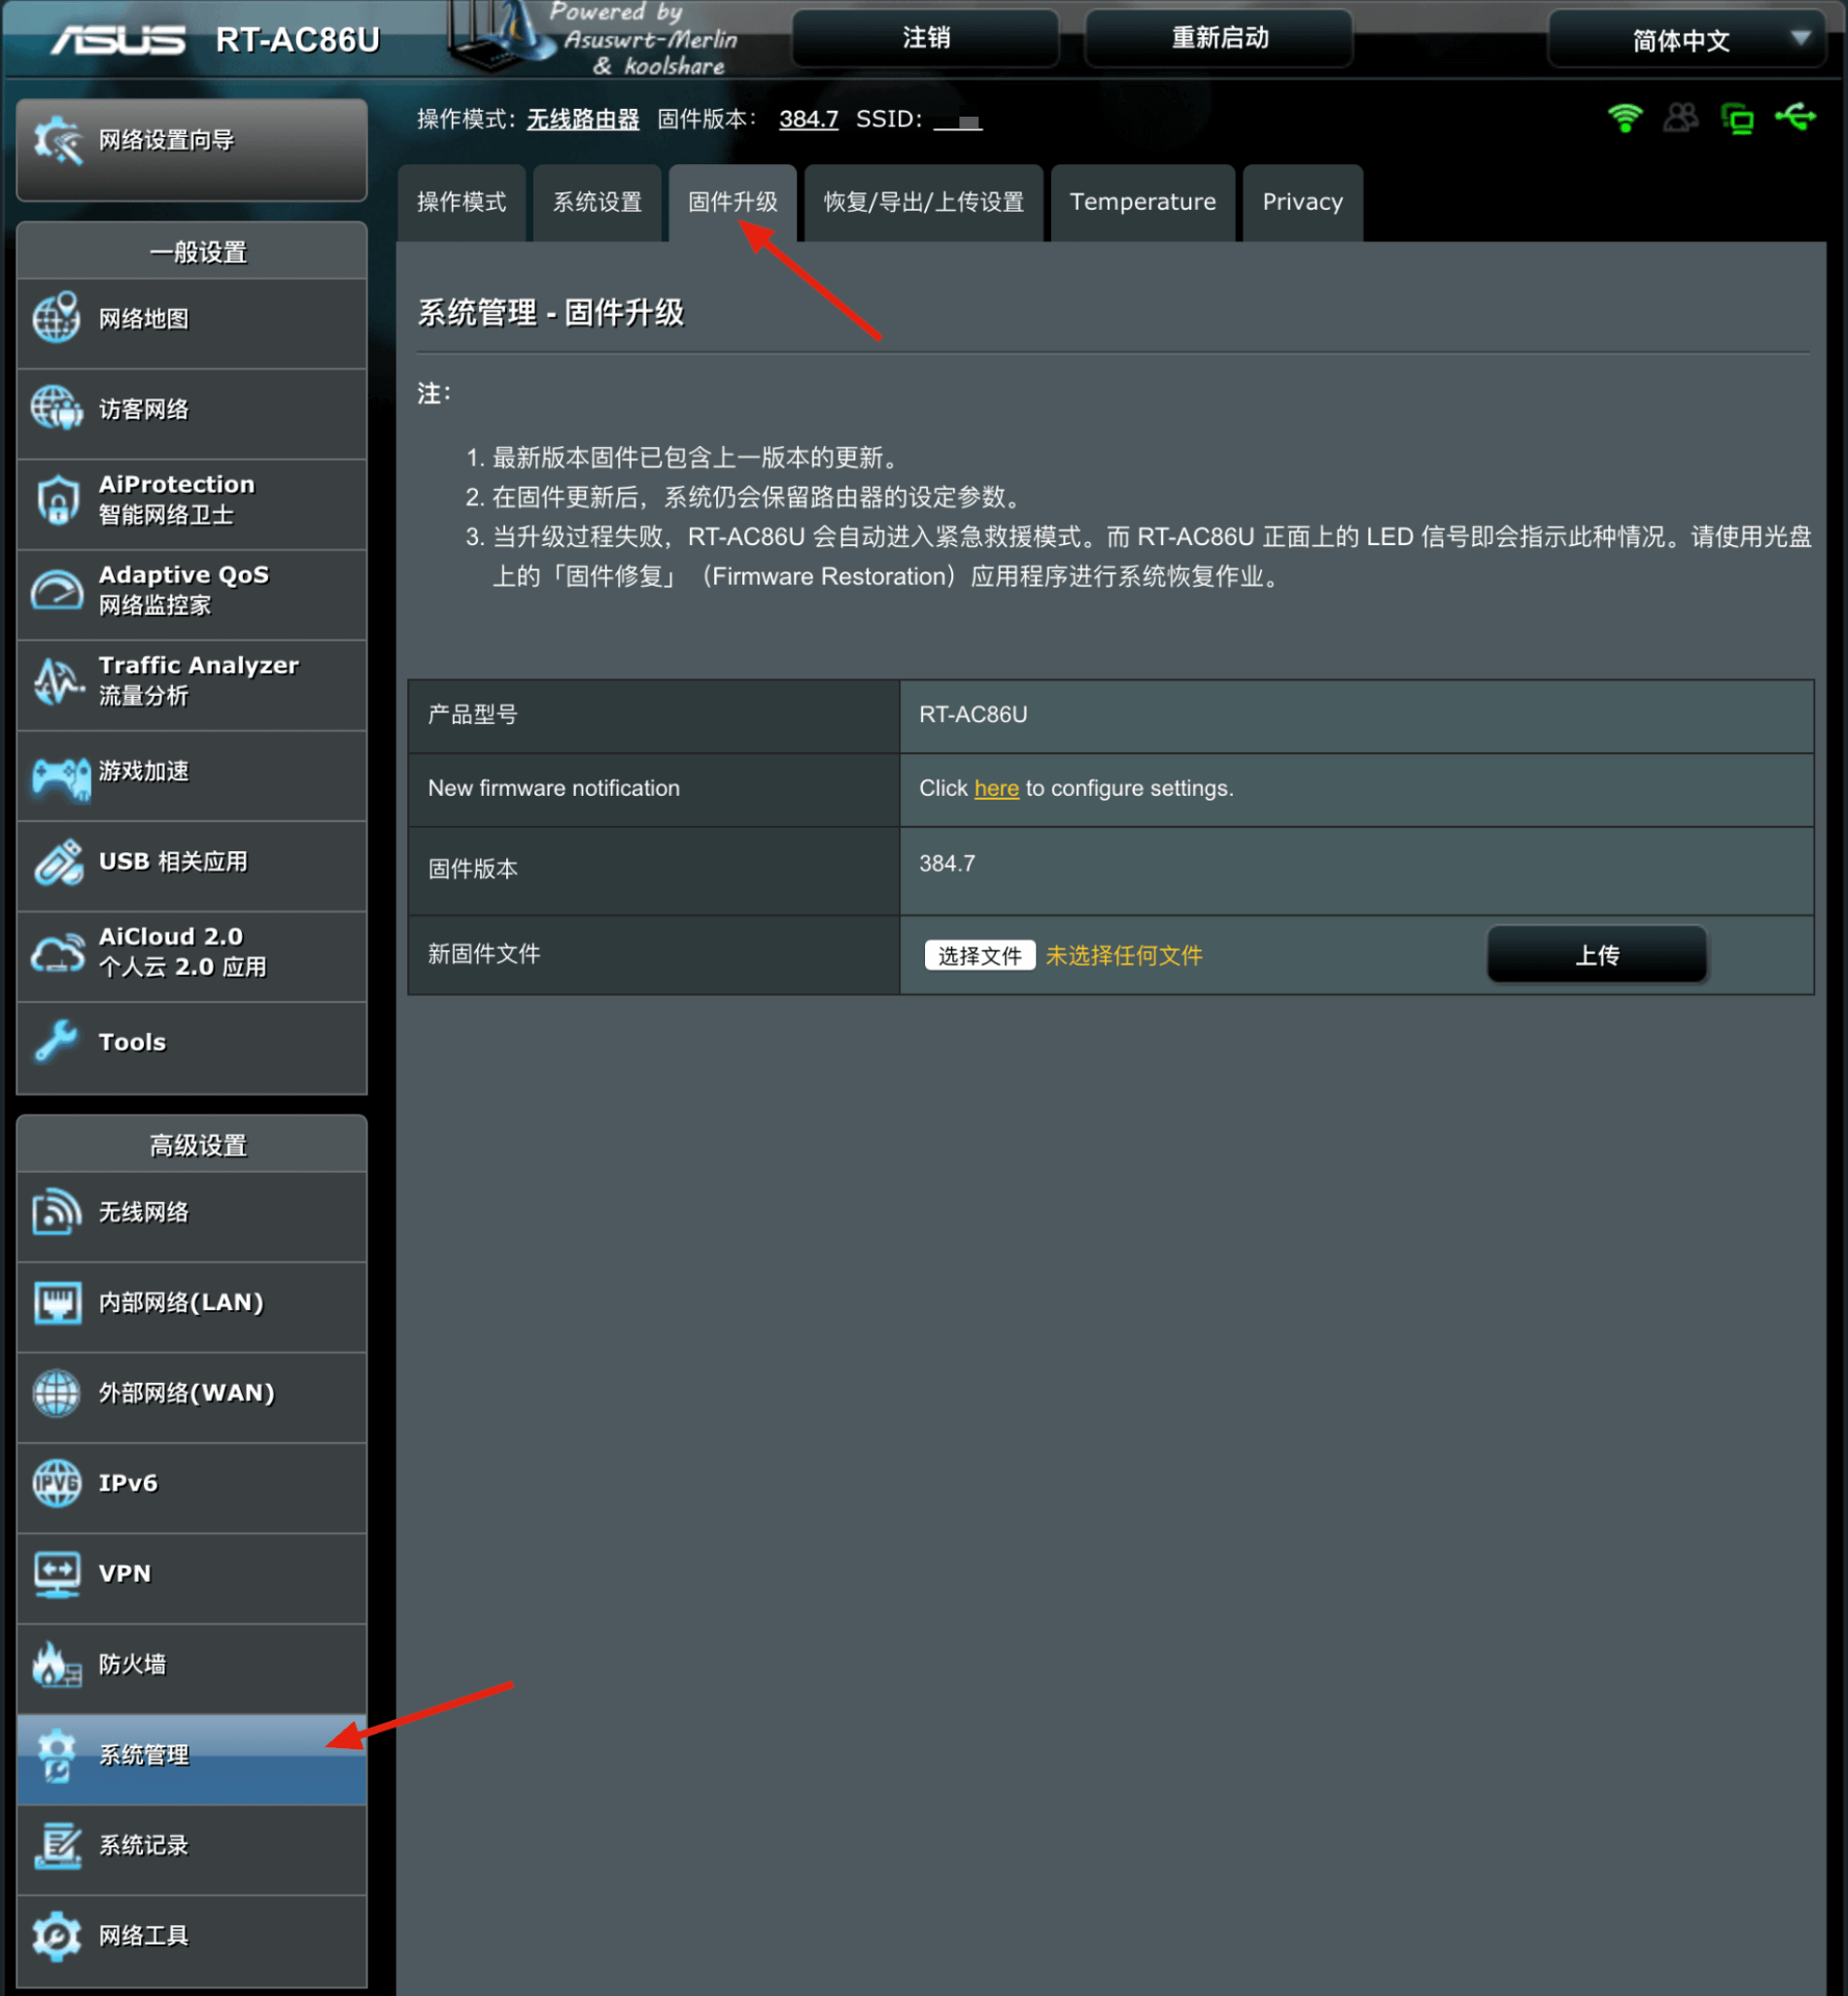 ASUS RT-AC86U
Powered by
Asuswrt-Merlin
& koolshare
注销
重新启动
简体中文
操作模式: 无线路由器 固件版本: 384.7 SSID:
网络设置向导
操作模式
系统设置
固件升级
恢复/导出/上传设置
Temperature
Privacy
一般设置
网络地图
访客网络
AiProtection
智能网络卫士
Adaptive QoS
网络监控家
Traffic Analyzer
流量分析
游戏加速
USB 相关应用
AiCloud 2.0
个人云 2.0 应用
Tools
高级设置
无线网络
内部网络(LAN)
外部网络(WAN)
IPv6
IPV6
VPN
防火墙
系统管理
系统记录
网络工具
系统管理 - 固件升级
注:
1. 最新版本固件已包含上一版本的更新。
2. 在固件更新后，系统仍会保留路由器的设定参数。
3. 当升级过程失败，RT-AC86U 会自动进入紧急救援模式。而 RT-AC86U 正面上的 LED 信号即会指示此种情况。请使用光盘
上的「固件修复」（Firmware Restoration）应用程序进行系统恢复作业。
产品型号 RT-AC86U
New firmware notification Click here to configure settings.
固件版本 384.7
新固件文件 选择文件 未选择任何文件 上传